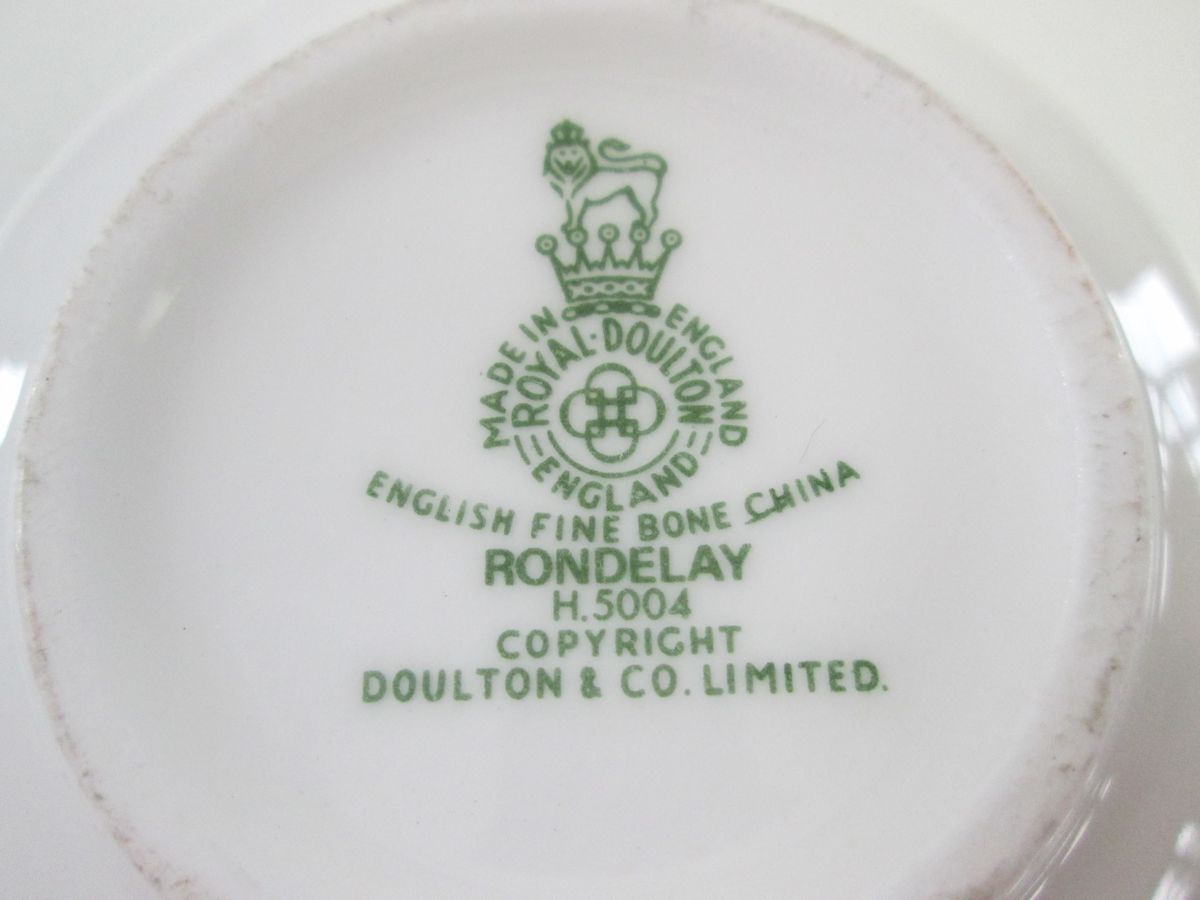 MADE IN ENGLAND
ROYAL·DOULTON
ENGLAND
ENGLISH FINE BONE CHINA
RONDELAY
H.5004
COPYRIGHT
DOULTON & CO. LIMITED.